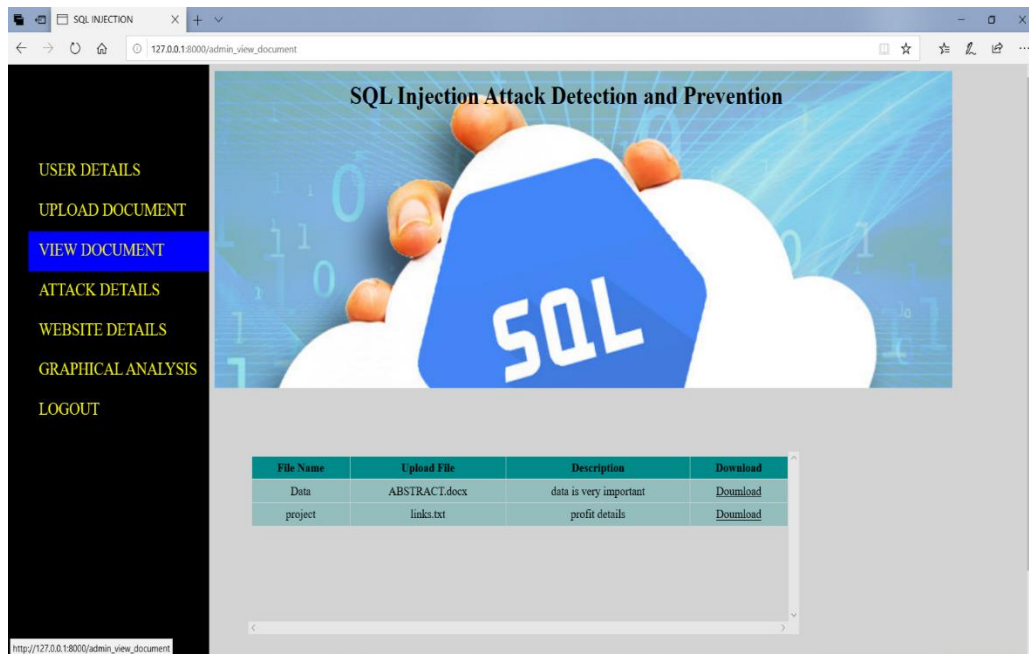 SQL INJECTION
127.0.0.1:8000/admin_view_document
SQL Injection Attack Detection and Prevention
USER DETAILS
UPLOAD DOCUMENT
VIEW DOCUMENT
ATTACK DETAILS
WEBSITE DETAILS
GRAPHICAL ANALYSIS
LOGOUT
SQL
File Name Upload File Description Download
Data ABSTRACT.docx data is very important Doumload
project links.txt profit details Doumload
http://127.0.0.1:8000/admin_view_document